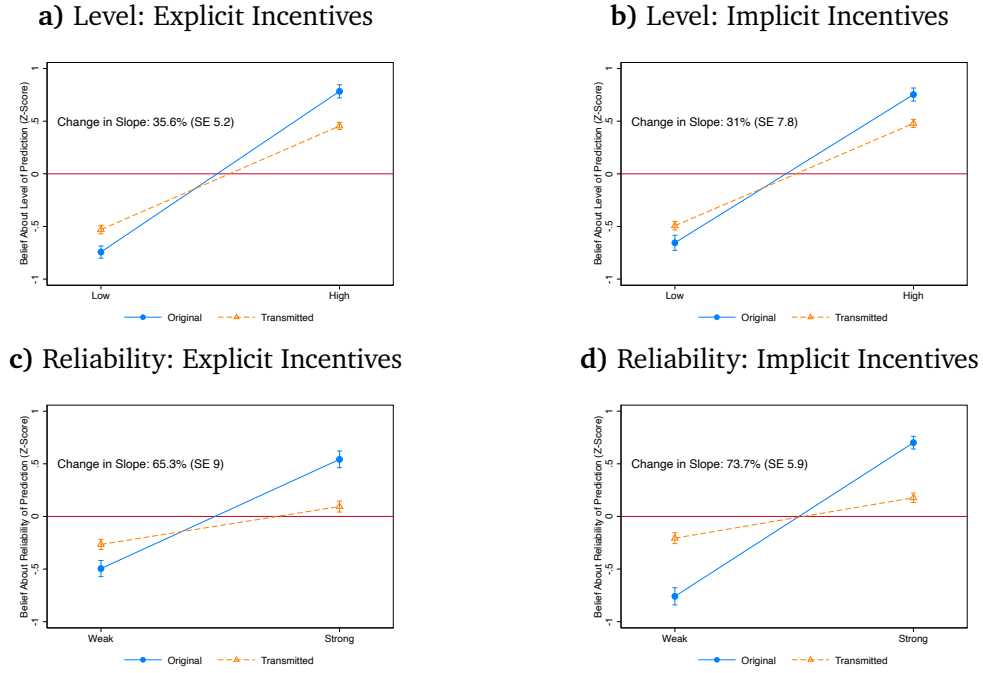 a) Level: Explicit Incentives
Belief About Level of Prediction (Z-Score)
1
.5
0
-.5
-1
Change in Slope: 35.6% (SE 5.2)
Low High
Original Transmitted
b) Level: Implicit Incentives
Belief About Level of Prediction (Z-Score)
1
.5
0
-.5
-1
Change in Slope: 31% (SE 7.8)
Low High
Original Transmitted
c) Reliability: Explicit Incentives
Belief About Reliability of Prediction (Z-Score)
1
.5
0
-.5
-1
Change in Slope: 65.3% (SE 9)
Weak Strong
Original Transmitted
d) Reliability: Implicit Incentives
Belief About Reliability of Prediction (Z-Score)
1
.5
0
-.5
-1
Change in Slope: 73.7% (SE 5.9)
Weak Strong
Original Transmitted